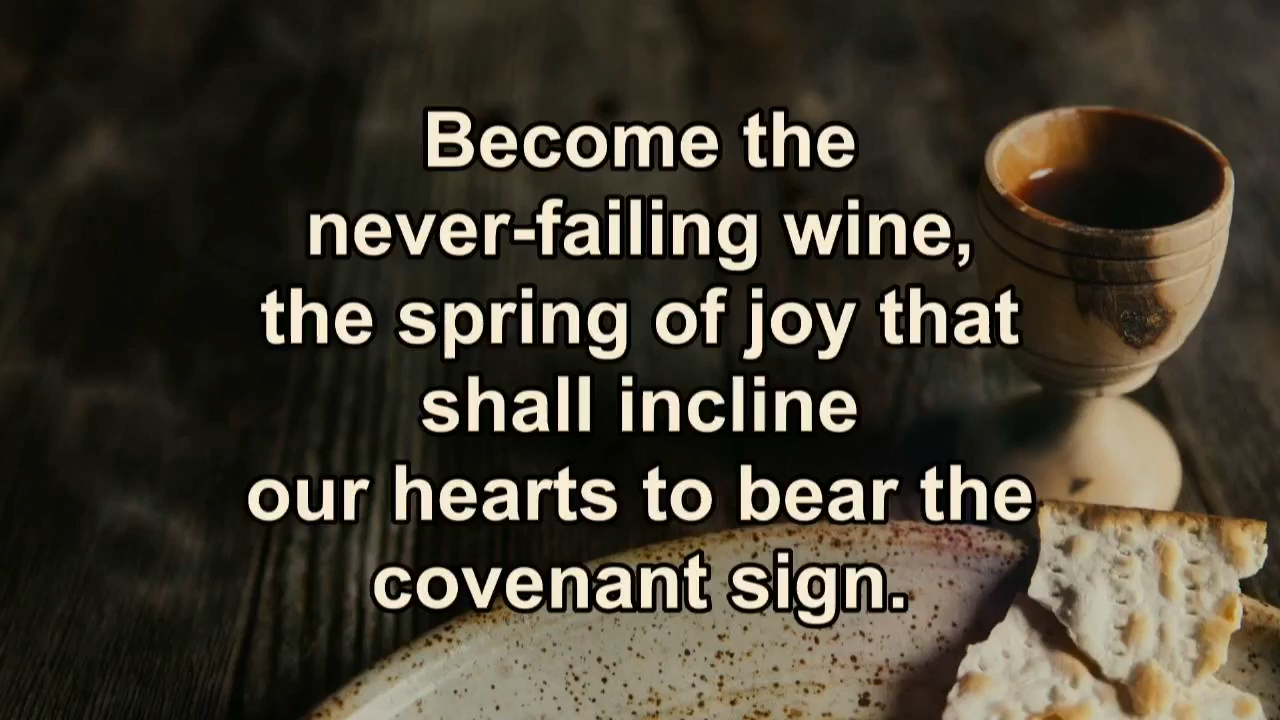 Become the
never-failing wine,
the spring of joy that
shall incline
our hearts to bear the
covenant sign.